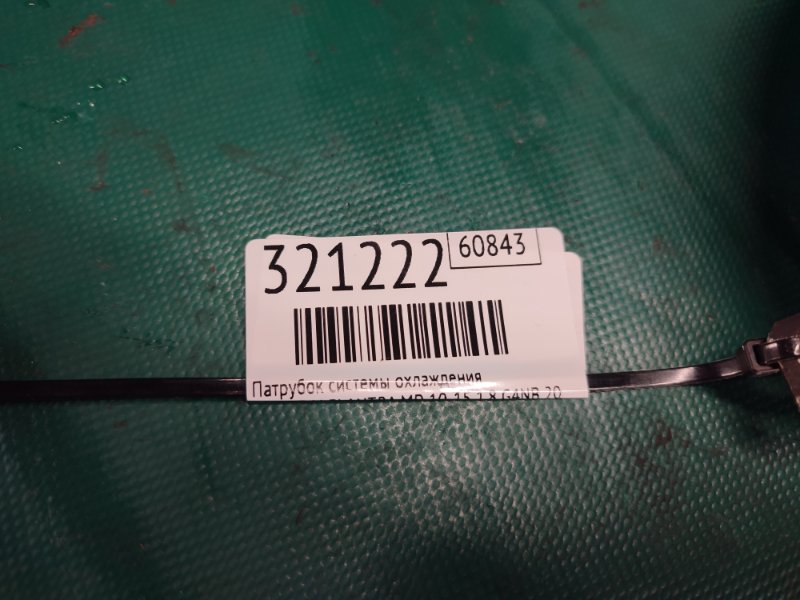 321222
60843
Патрубок системы охлаждения
MD 10-15 1.8 G4NB 20